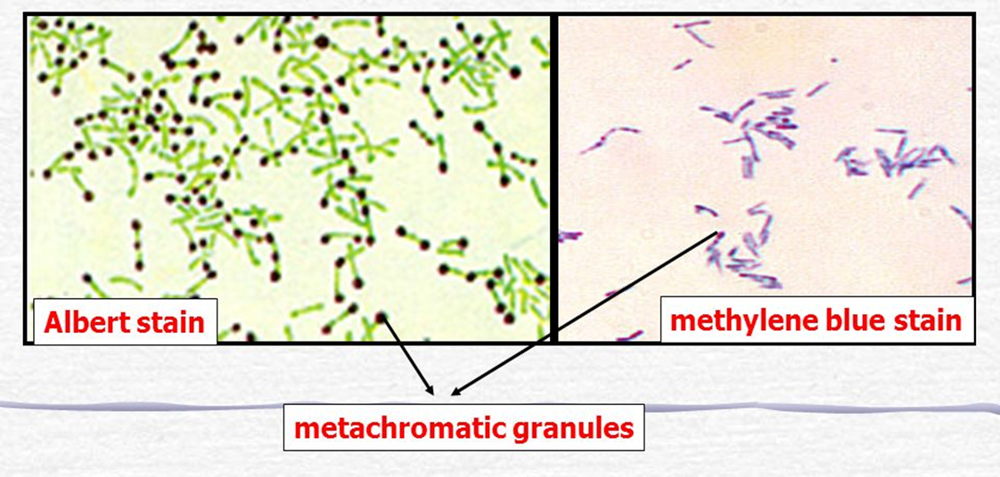 Albert stain
methylene blue stain
metachromatic granules